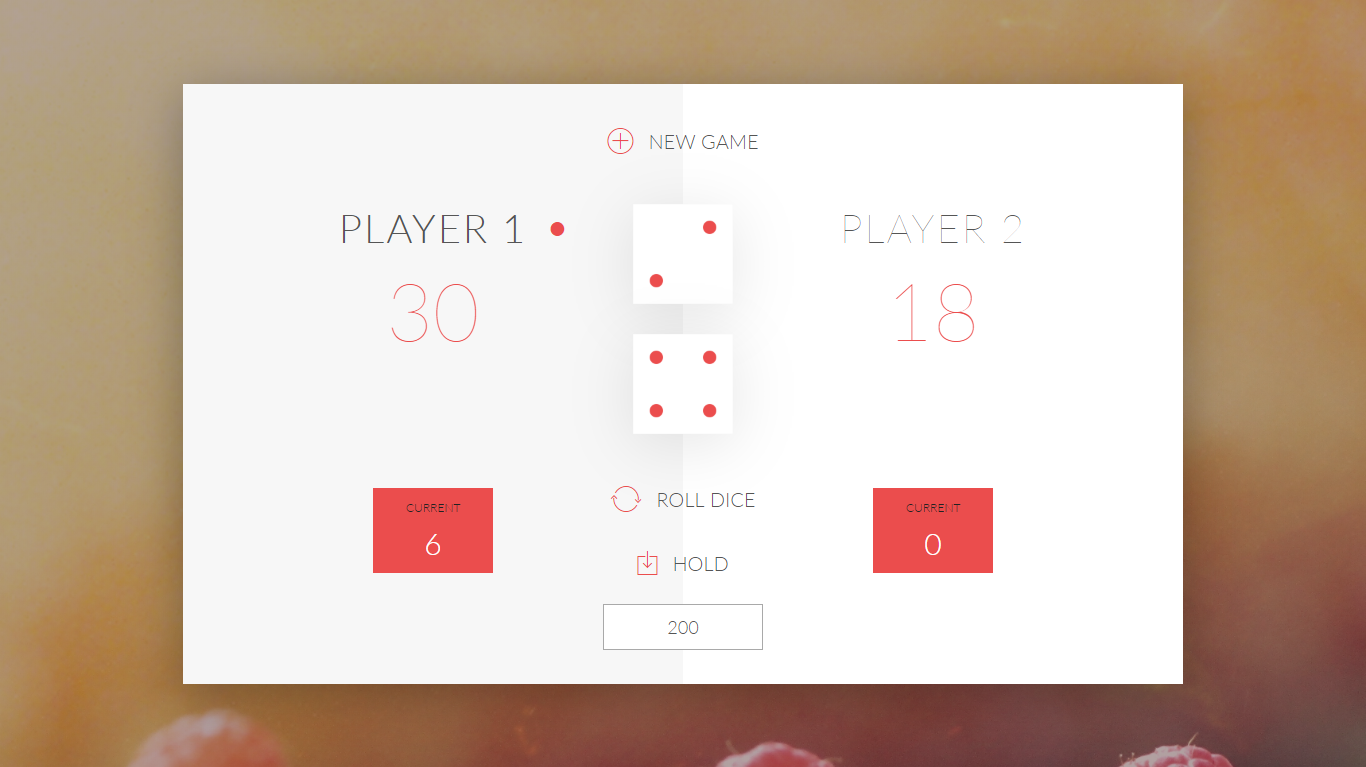 NEW GAME
PLAYER 1
PLAYER 2
30
18
CURRENT
6
CURRENT
0
ROLL DICE
HOLD
200